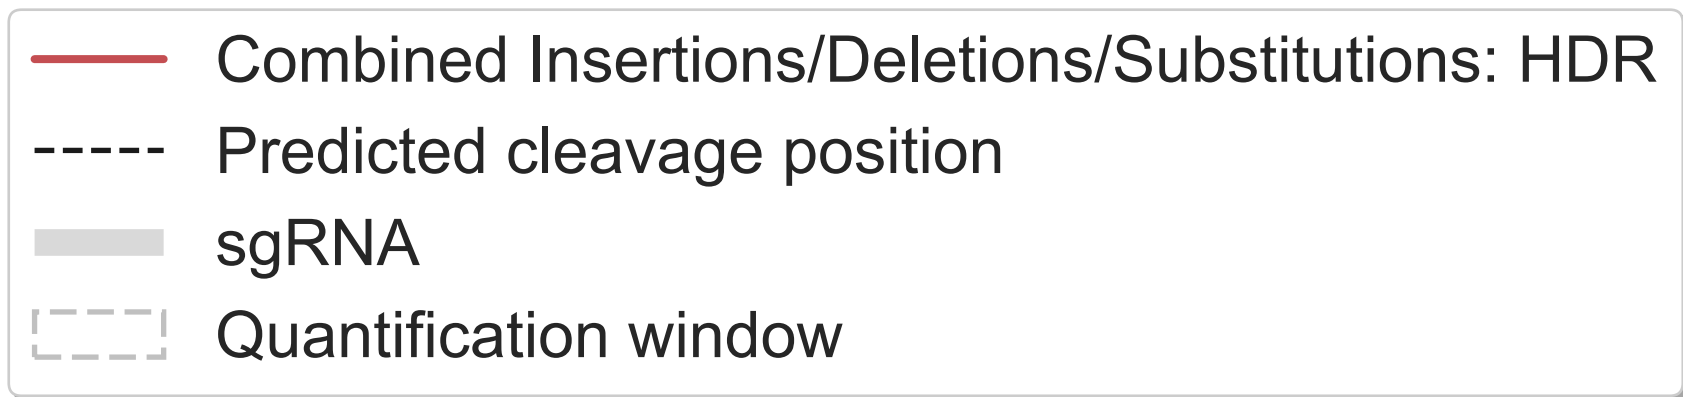 Combined Insertions/Deletions/Substitutions: HDR
Predicted cleavage position
sgRNA
Quantification window